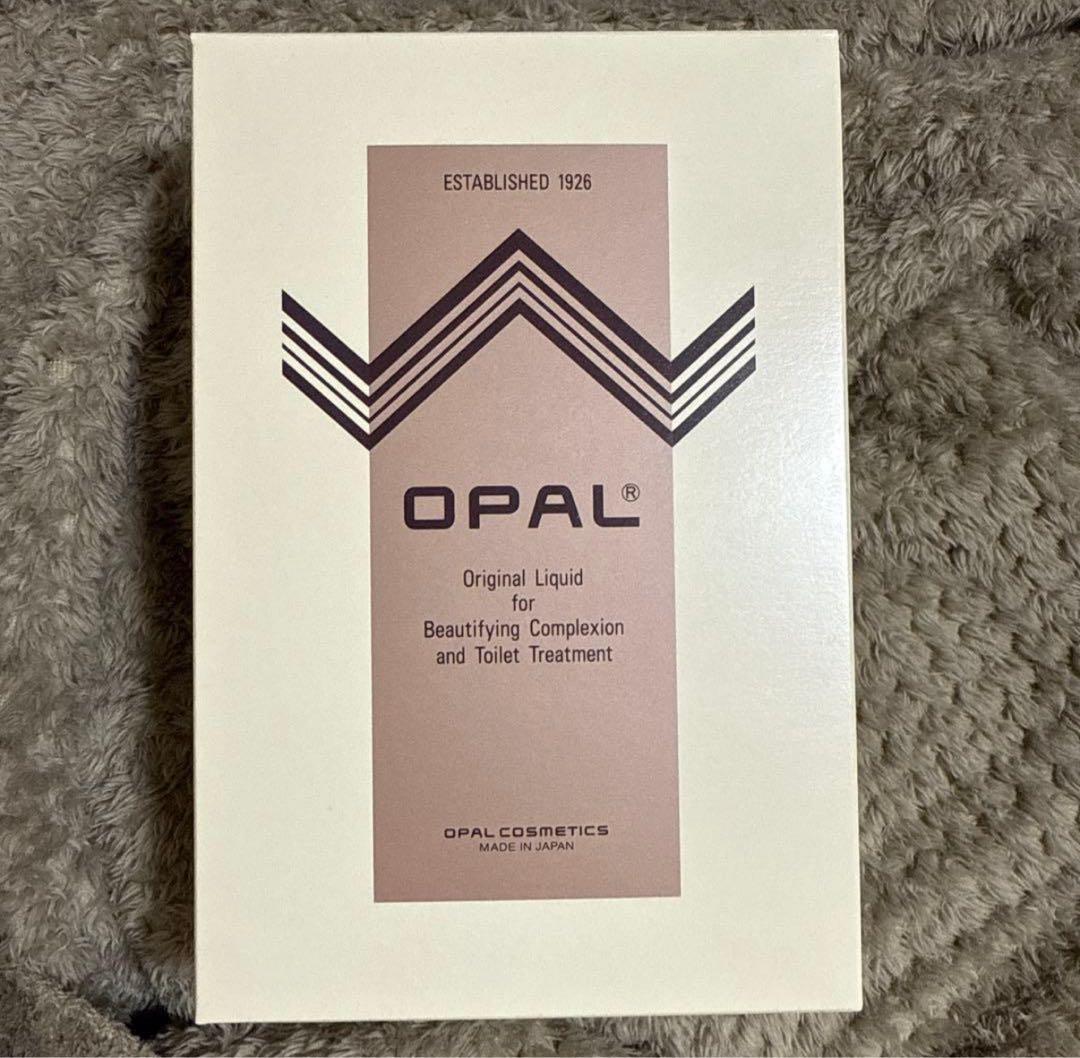 ESTABLISHED 1926
OPAL®
Original Liquid
for
Beautifying Complexion
and Toilet Treatment
OPAL COSMETICS
MADE IN JAPAN